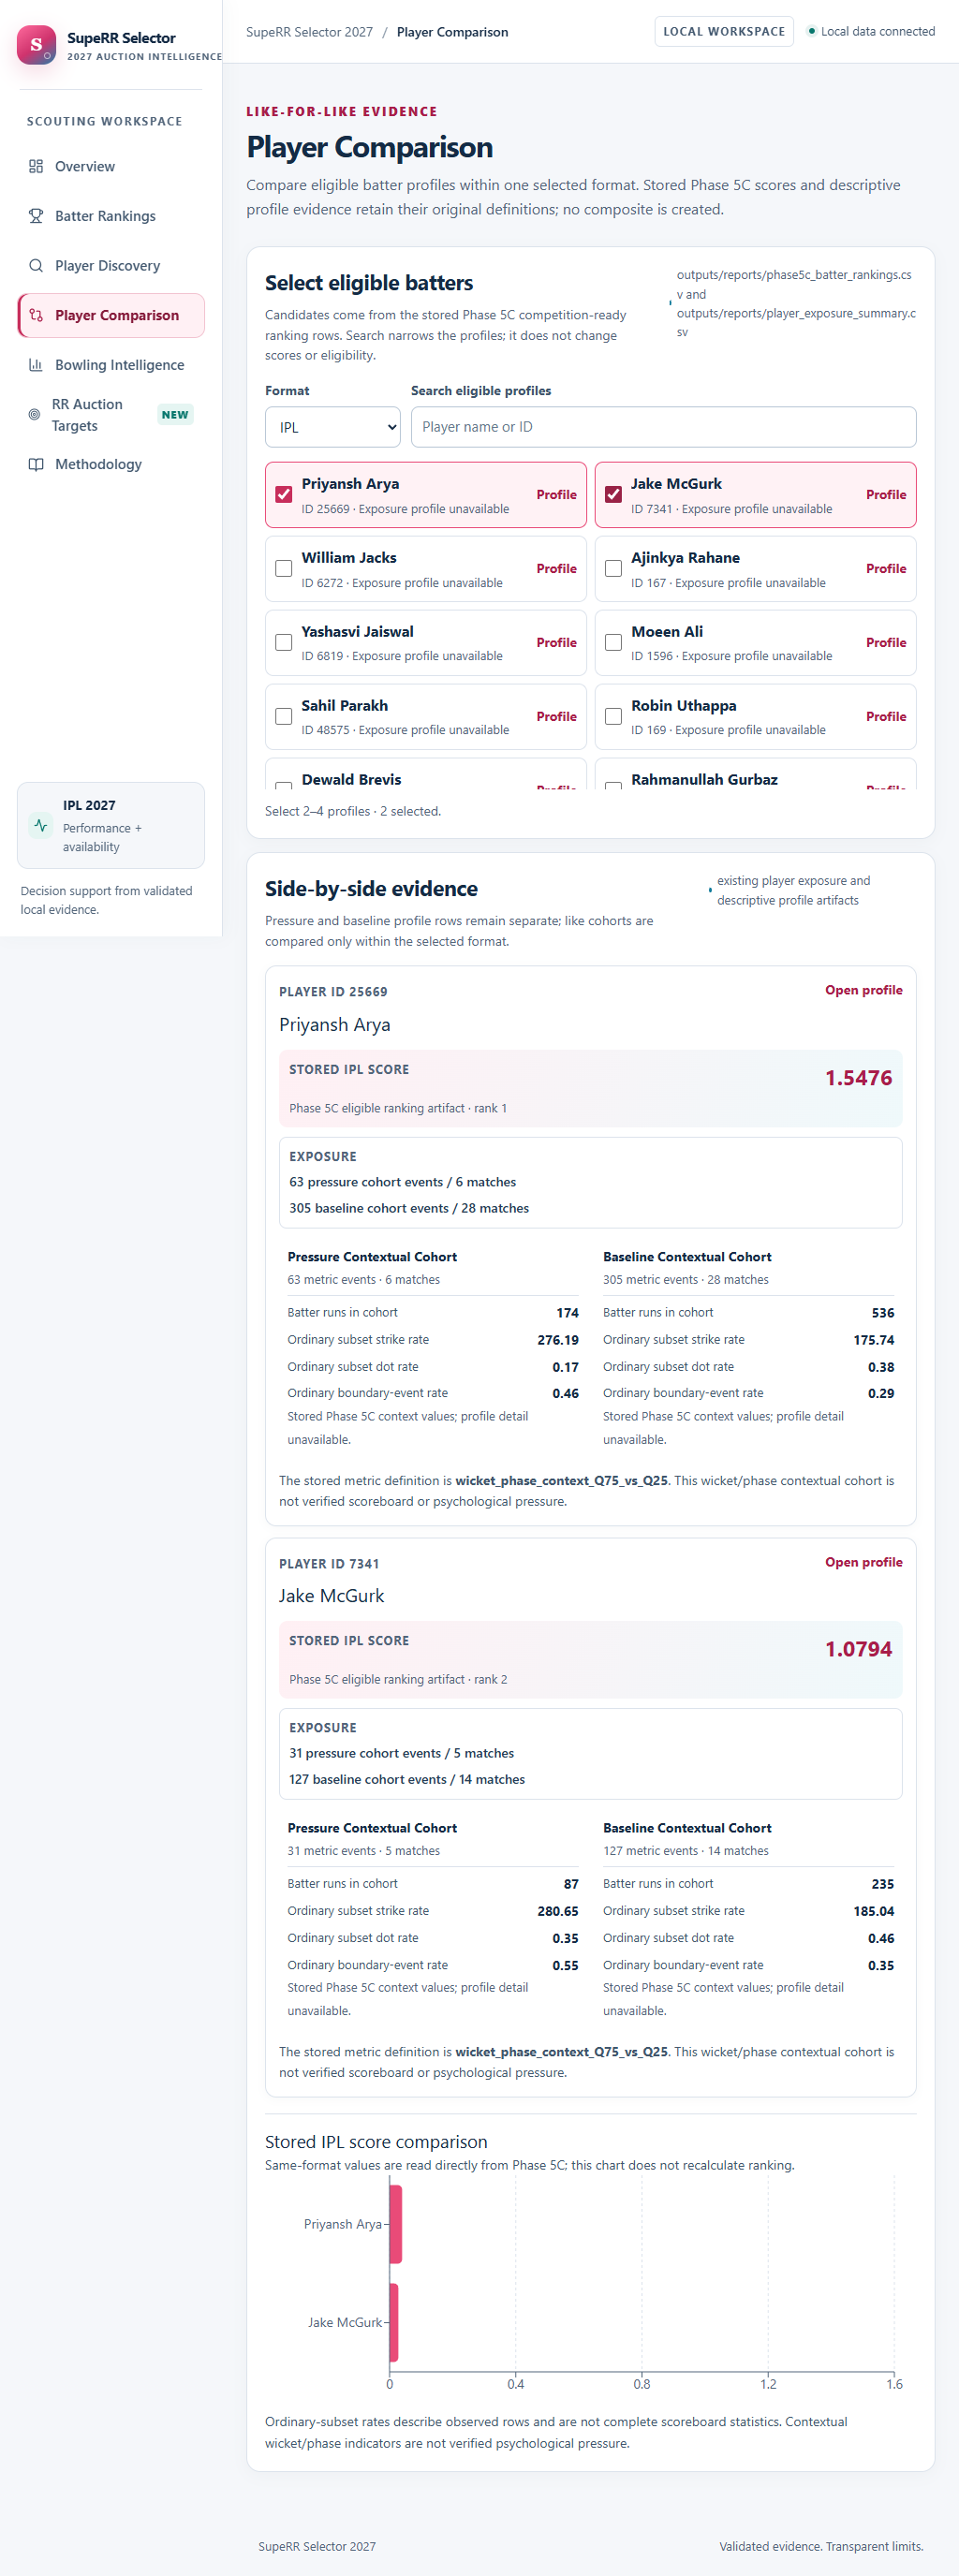 S
SupeRR Selector
2027 AUCTION INTELLIGENCE
SCOUTING WORKSPACE
Overview
Batter Rankings
Player Discovery
Player Comparison
Bowling Intelligence
RR Auction
Targets
NEW
Methodology
IPL 2027
Performance +
availability
Decision support from validated
local evidence.
SupeRR Selector 2027 / Player Comparison
LOCAL WORKSPACE
Local data connected
LIKE-FOR-LIKE EVIDENCE
Player Comparison
Compare eligible batter profiles within one selected format. Stored Phase 5C scores and descriptive
profile evidence retain their original definitions; no composite is created.
Select eligible batters
Candidates come from the stored Phase 5C competition-ready
ranking rows. Search narrows the profiles; it does not change
scores or eligibility.
outputs/reports/phase5c_batter_rankings.cs
v and
outputs/reports/player_exposure_summary.c
sv
Format
Search eligible profiles
IPL
Player name or ID
Priyansh Arya
ID 25669 · Exposure profile unavailable
Profile
Jake McGurk
ID 7341 · Exposure profile unavailable
Profile
William Jacks
ID 6272 · Exposure profile unavailable
Profile
Ajinkya Rahane
ID 167 · Exposure profile unavailable
Profile
Yashasvi Jaiswal
ID 6819 · Exposure profile unavailable
Profile
Moeen Ali
ID 1596 · Exposure profile unavailable
Profile
Sahil Parakh
ID 48575 · Exposure profile unavailable
Profile
Robin Uthappa
ID 169 · Exposure profile unavailable
Profile
Dewald Brevis
Profile
Rahmanullah Gurbaz
Profile
Select 2–4 profiles · 2 selected.
Side-by-side evidence
Pressure and baseline profile rows remain separate; like cohorts are
compared only within the selected format.
existing player exposure and
descriptive profile artifacts
PLAYER ID 25669
Open profile
Priyansh Arya
STORED IPL SCORE
1.5476
Phase 5C eligible ranking artifact · rank 1
EXPOSURE
63 pressure cohort events / 6 matches
305 baseline cohort events / 28 matches
Pressure Contextual Cohort
63 metric events · 6 matches
Batter runs in cohort 174
Ordinary subset strike rate 276.19
Ordinary subset dot rate 0.17
Ordinary boundary-event rate 0.46
Stored Phase 5C context values; profile detail
unavailable.
Baseline Contextual Cohort
305 metric events · 28 matches
Batter runs in cohort 536
Ordinary subset strike rate 175.74
Ordinary subset dot rate 0.38
Ordinary boundary-event rate 0.29
Stored Phase 5C context values; profile detail
unavailable.
The stored metric definition is wicket_phase_context_Q75_vs_Q25. This wicket/phase contextual cohort is
not verified scoreboard or psychological pressure.
PLAYER ID 7341
Open profile
Jake McGurk
STORED IPL SCORE
1.0794
Phase 5C eligible ranking artifact · rank 2
EXPOSURE
31 pressure cohort events / 5 matches
127 baseline cohort events / 14 matches
Pressure Contextual Cohort
31 metric events · 5 matches
Batter runs in cohort 87
Ordinary subset strike rate 280.65
Ordinary subset dot rate 0.35
Ordinary boundary-event rate 0.55
Stored Phase 5C context values; profile detail
unavailable.
Baseline Contextual Cohort
127 metric events · 14 matches
Batter runs in cohort 235
Ordinary subset strike rate 185.04
Ordinary subset dot rate 0.46
Ordinary boundary-event rate 0.35
Stored Phase 5C context values; profile detail
unavailable.
The stored metric definition is wicket_phase_context_Q75_vs_Q25. This wicket/phase contextual cohort is
not verified scoreboard or psychological pressure.
Stored IPL score comparison
Same-format values are read directly from Phase 5C; this chart does not recalculate ranking.
Priyansh Arya
Jake McGurk
0 0.4 0.8 1.2 1.6
Ordinary-subset rates describe observed rows and are not complete scoreboard statistics. Contextual
wicket/phase indicators are not verified psychological pressure.
SupeRR Selector 2027
Validated evidence. Transparent limits.